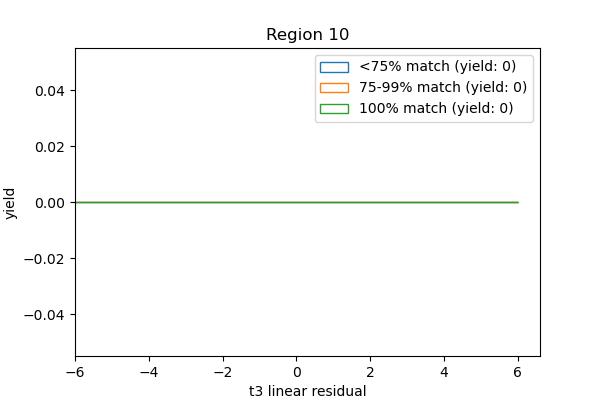 Region 10
<75% match (yield: 0)
75-99% match (yield: 0)
100% match (yield: 0)
0.04
0.02
0.00
−0.02
−0.04
yield
−6 −4 −2 0 2 4 6
t3 linear residual